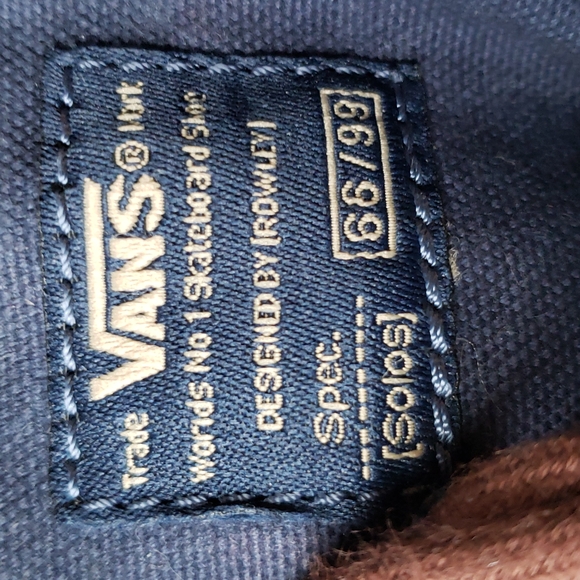 Trade VANS® Mark
Worlds No 1 Skateboard Shoe
DESIGNED BY [ROWLEY]
Spec. [66/99]
[Solos]